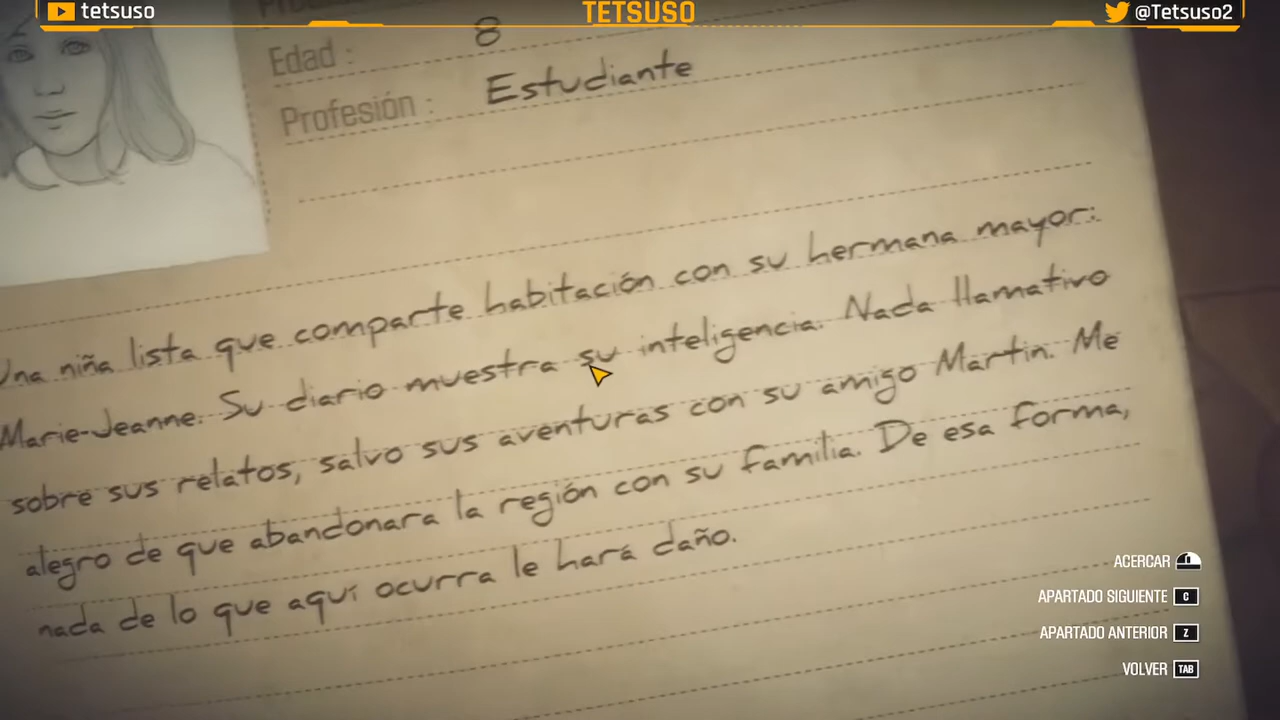 tetsuso
TETSUSO
@Tetsuso2
Edad : 8
Profesión : Estudiante
Una niña lista que comparte habitación con su hermana mayor:
Marie-Jeanne. Su diario muestra su inteligencia. Nada llamativo
sobre sus relatos, salvo sus aventuras con su amigo Martin. Me
alegro de que abandonara la región con su familia. De esa forma,
nada de lo que aquí ocurra le hará daño.
ACERCAR
APARTADO SIGUIENTE C
APARTADO ANTERIOR Z
VOLVER TAB